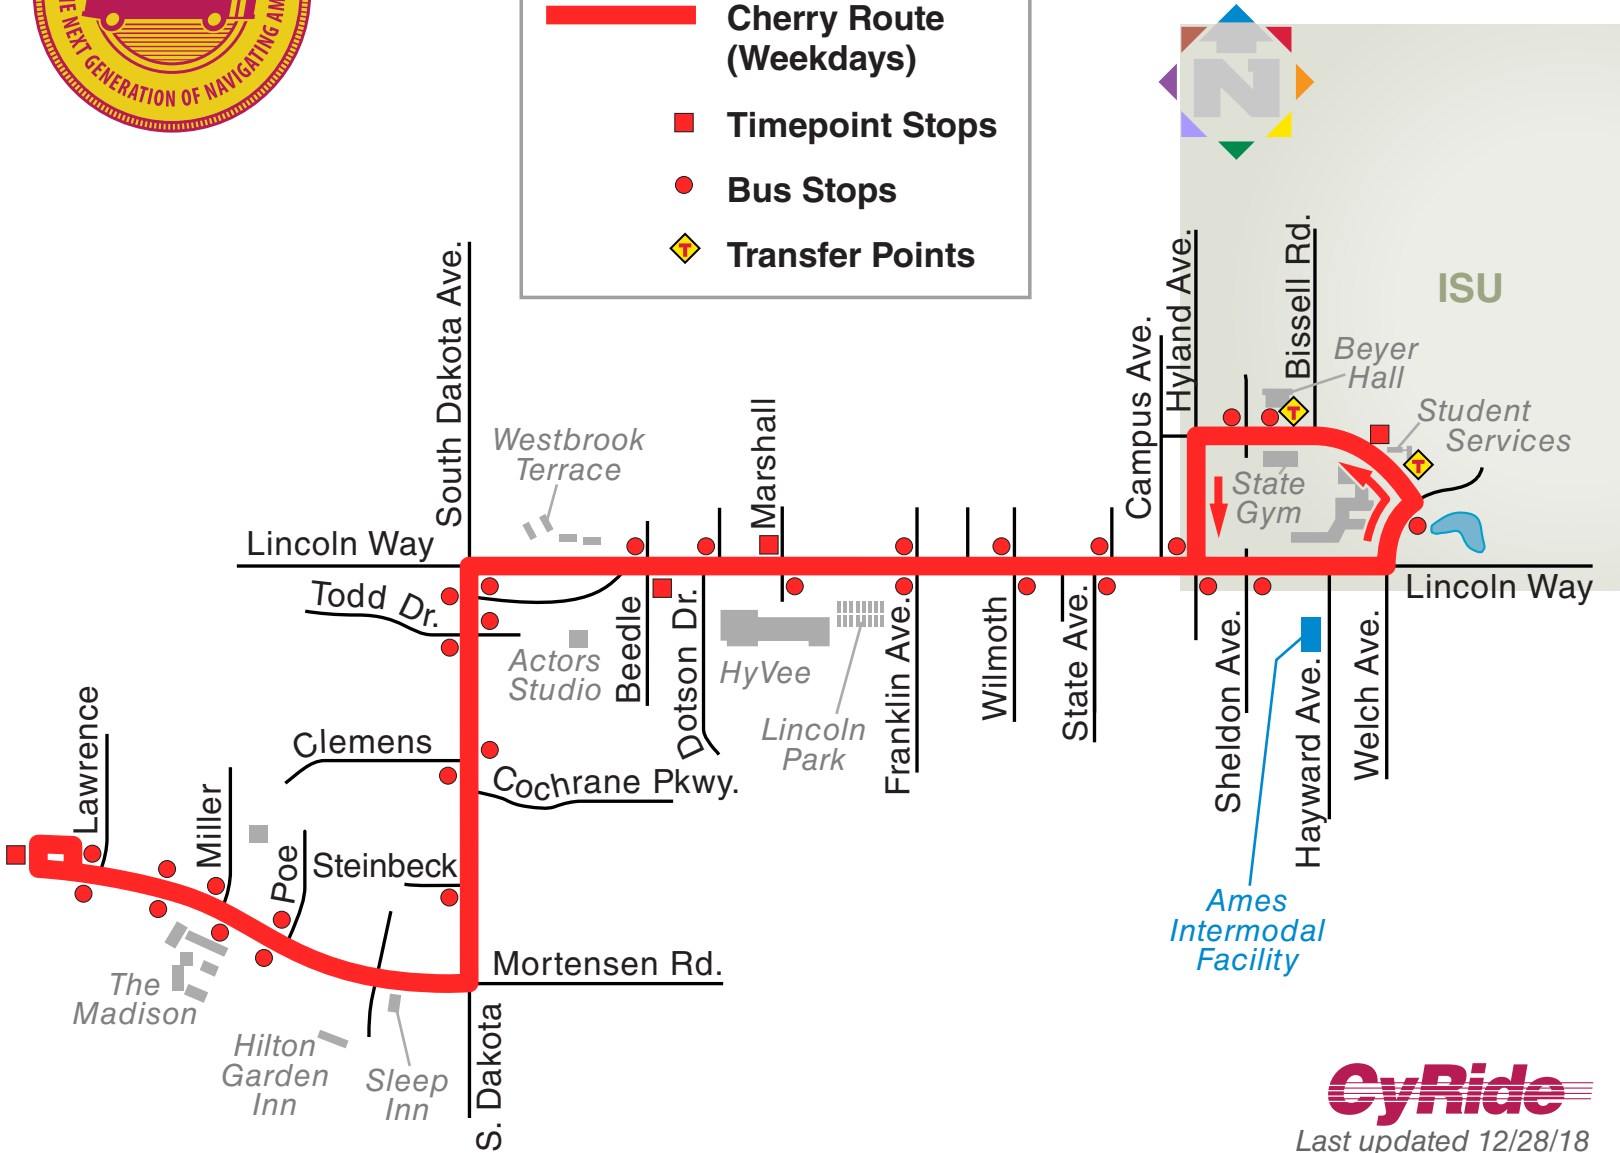 THE NEXT GENERATION OF NAVIGATING AM
Cherry Route
(Weekdays)
Timepoint Stops
Bus Stops
T
Transfer Points
N
ISU
South Dakota Ave.
Campus Ave.
Hyland Ave.
Bissell Rd.
Beyer
Hall
T
Student
Services
T
State
Gym
Westbrook
Terrace
Marshall
Lincoln Way
Lincoln Way
Todd Dr.
Actors
Studio
Beedle
Dotson Dr.
HyVee
Lincoln
Park
Franklin Ave.
Wilmoth
State Ave.
Sheldon Ave.
Hayward Ave.
Welch Ave.
Lawrence
Clemens
Cochrane Pkwy.
Miller
Poe
Steinbeck
Ames
Intermodal
Facility
Mortensen Rd.
The
Madison
Hilton
Garden
Inn
Sleep
Inn
S. Dakota
CyRide
Last updated 12/28/18